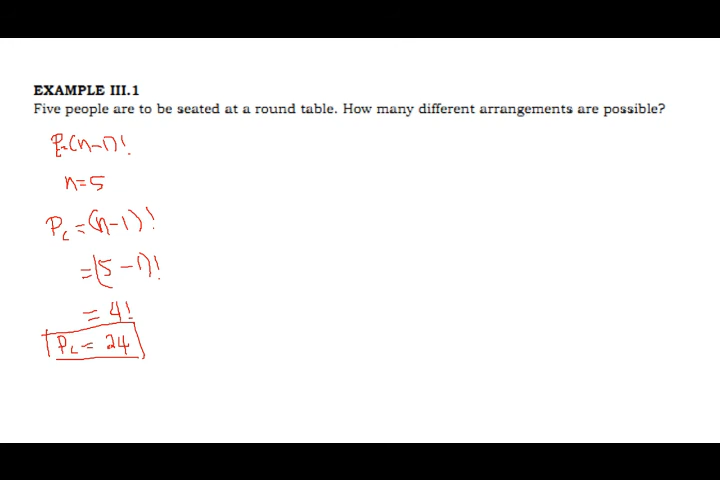 EXAMPLE III.1
Five people are to be seated at a round table. How many different arrangements are possible?
P=(n-1)!
n=5
Pc=(n-1)!
=(5-1)!
=4!
Pc=24